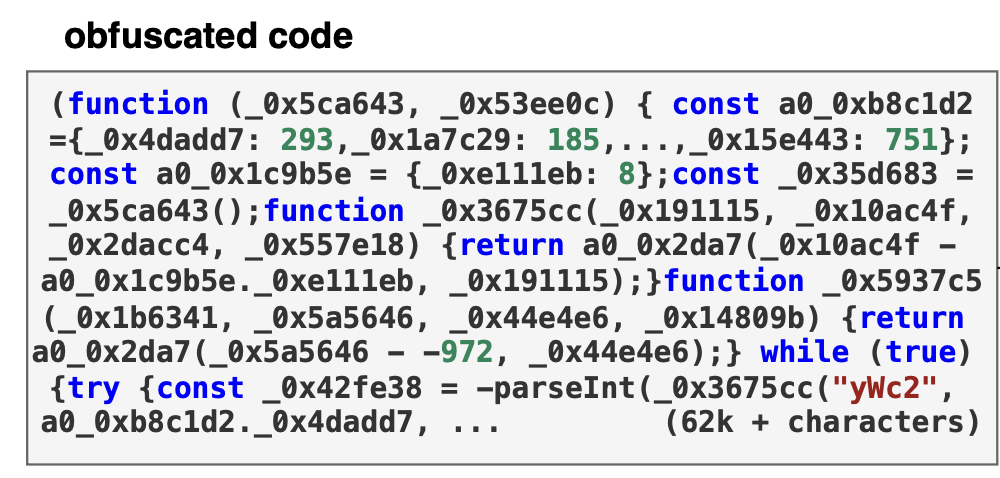 obfuscated code
(function (_0x5ca643, _0x53ee0c) { const a0_0xb8c1d2
={_0x4dadd7: 293,_0x1a7c29: 185,...,_0x15e443: 751};
const a0_0x1c9b5e = {_0xe111eb: 8};const _0x35d683 =
_0x5ca643();function _0x3675cc(_0x191115, _0x10ac4f,
_0x2dacc4, _0x557e18) {return a0_0x2da7(_0x10ac4f -
a0_0x1c9b5e._0xe111eb, _0x191115);}function _0x5937c5
(_0x1b6341, _0x5a5646, _0x44e4e6, _0x14809b) {return
a0_0x2da7(_0x5a5646 - -972, _0x44e4e6);} while (true)
{try {const _0x42fe38 = -parseInt(_0x3675cc("yWc2",
a0_0xb8c1d2._0x4dadd7, ... (62k + characters)